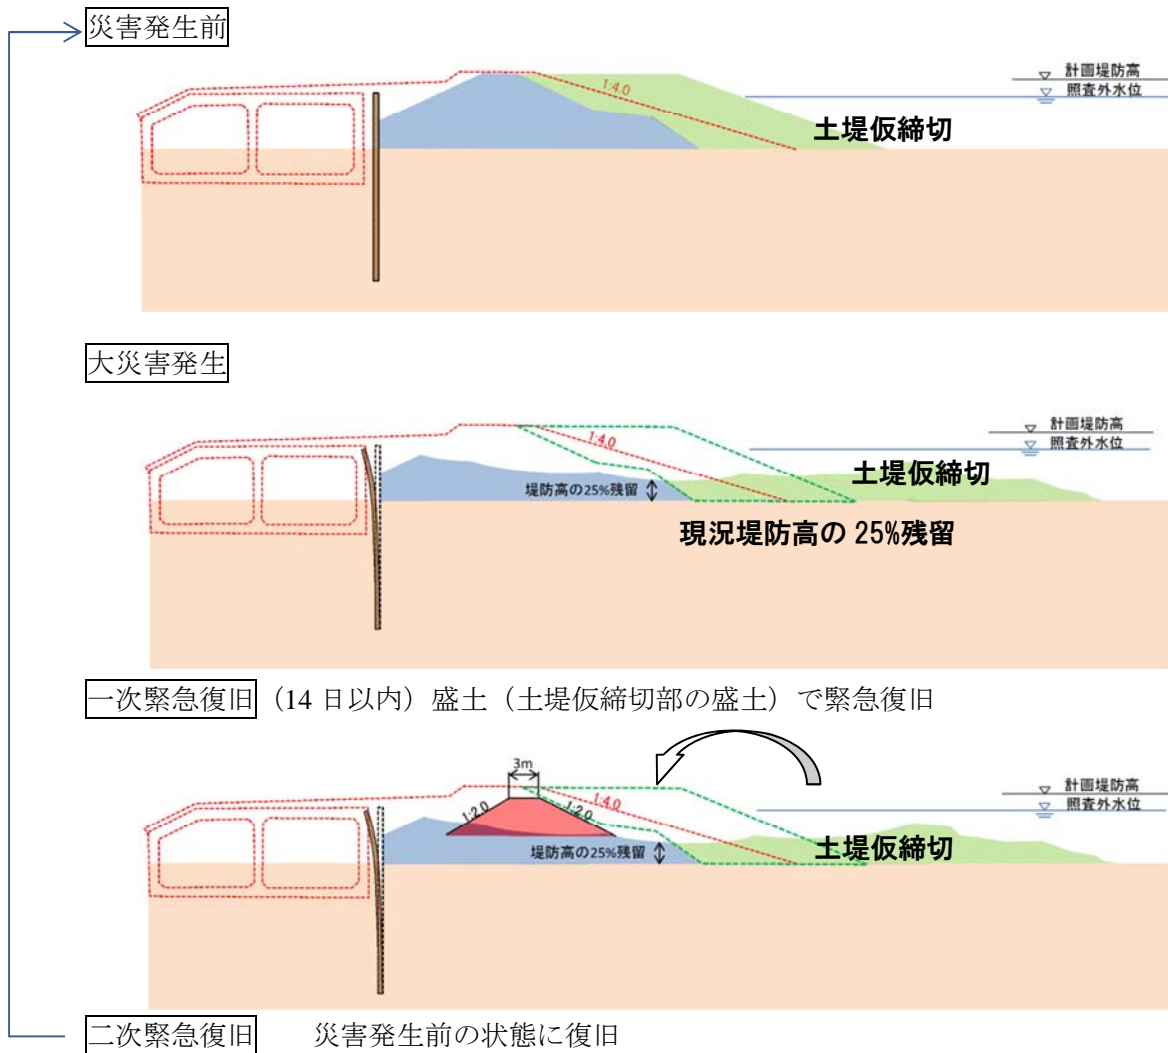 災害発生前
計画堤防高
照査外水位
1:4.0
土堤仮締切
大災害発生
計画堤防高
照査外水位
1:4.0
土堤仮締切
堤防高の25%残留
現況堤防高の 25%残留
一次緊急復旧 (14 日以内) 盛土(土堤仮締切部の盛土)で緊急復旧
3m
計画堤防高
照査外水位
1:2.0
1:2.0
1:4.0
堤防高の25%残留
土堤仮締切
二次緊急復旧 災害発生前の状態に復旧